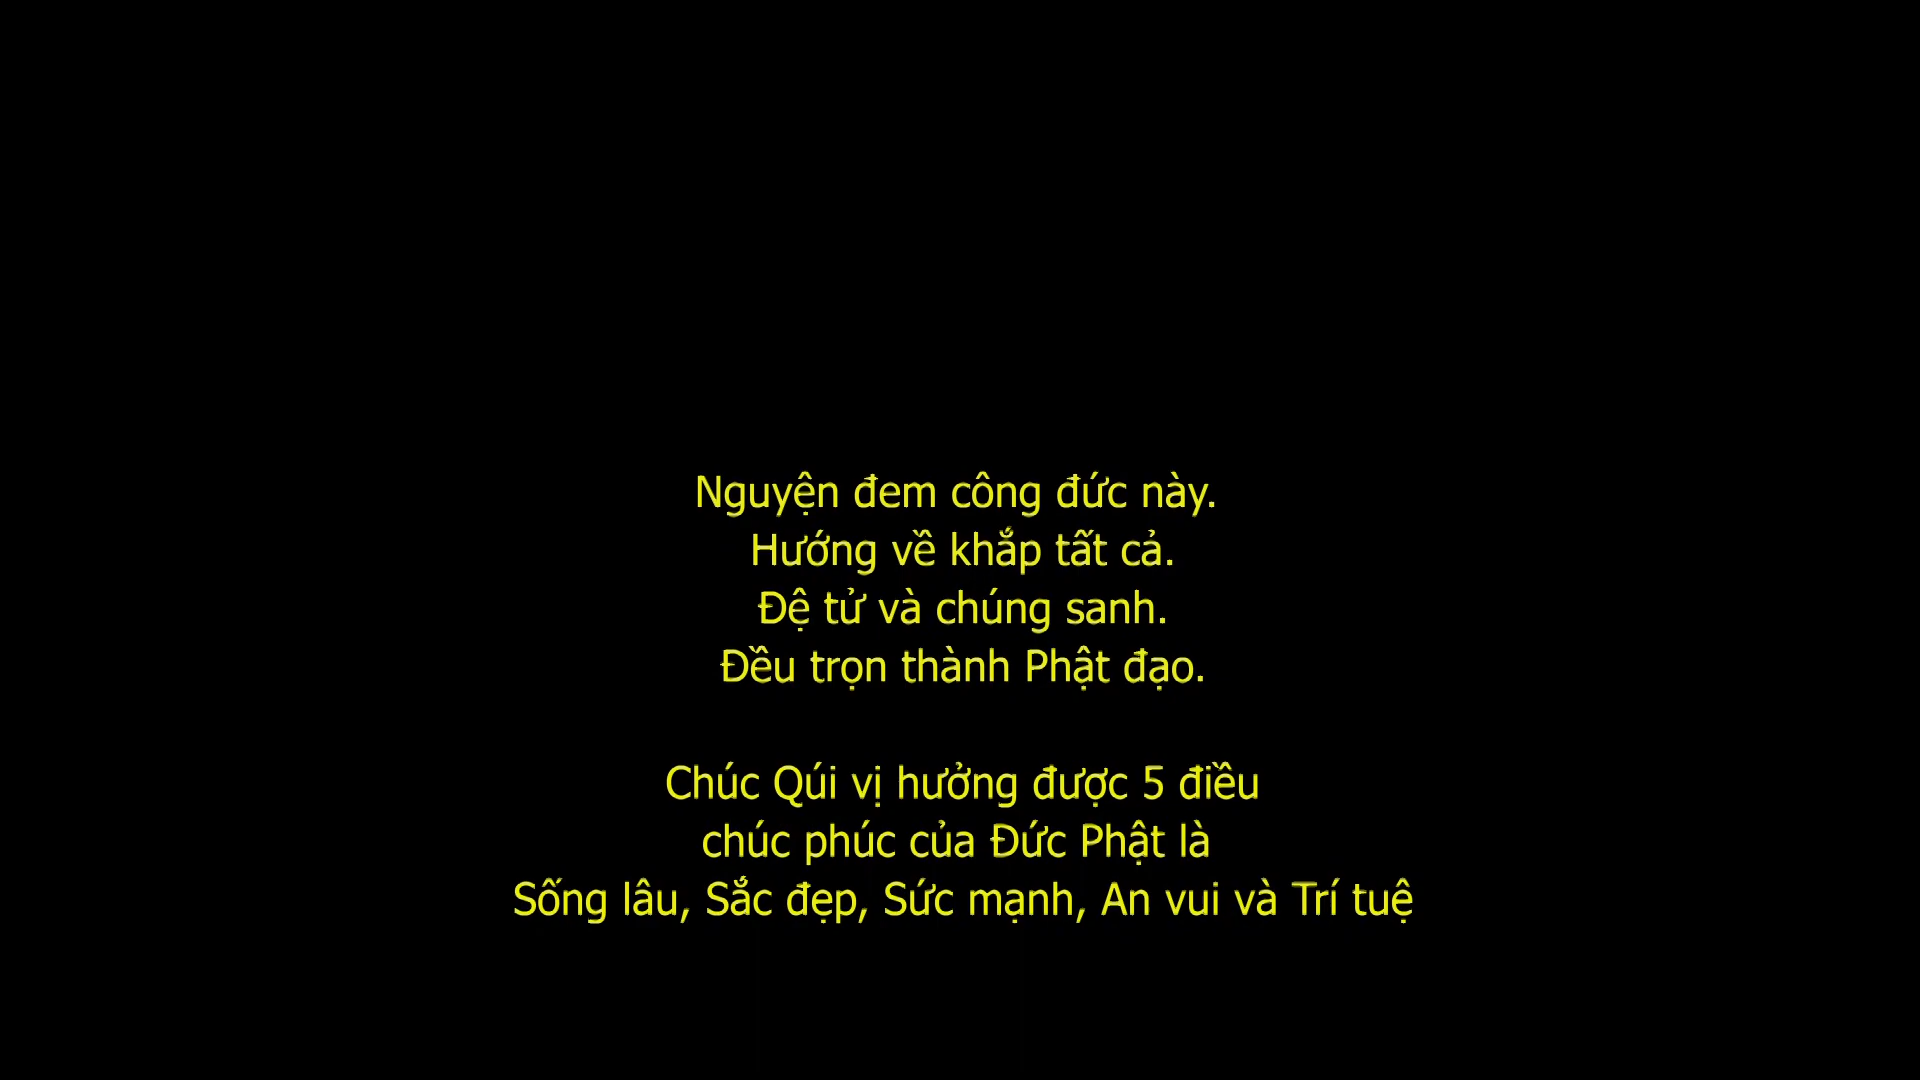 Nguyện đem công đức này.
Hướng về khắp tất cả.
Đệ tử và chúng sanh.
Đều trọn thành Phật đạo.
Chúc Qúi vị hưởng được 5 điều
chúc phúc của Đức Phật là
Sống lâu, Sắc đẹp, Sức mạnh, An vui và Trí tuệ